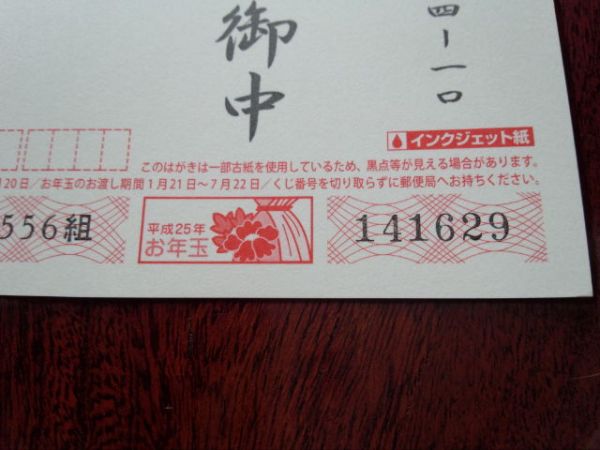 四-一〇
御中
インクジェット紙
このはがきは一部古紙を使用しているため、黒点等が見える場合があります。
月20日/お年玉のお渡し期間1月21日~7月22日/くじ番号を切り取らずに郵便局へお持ちください。
556組
平成25年
お年玉
141629